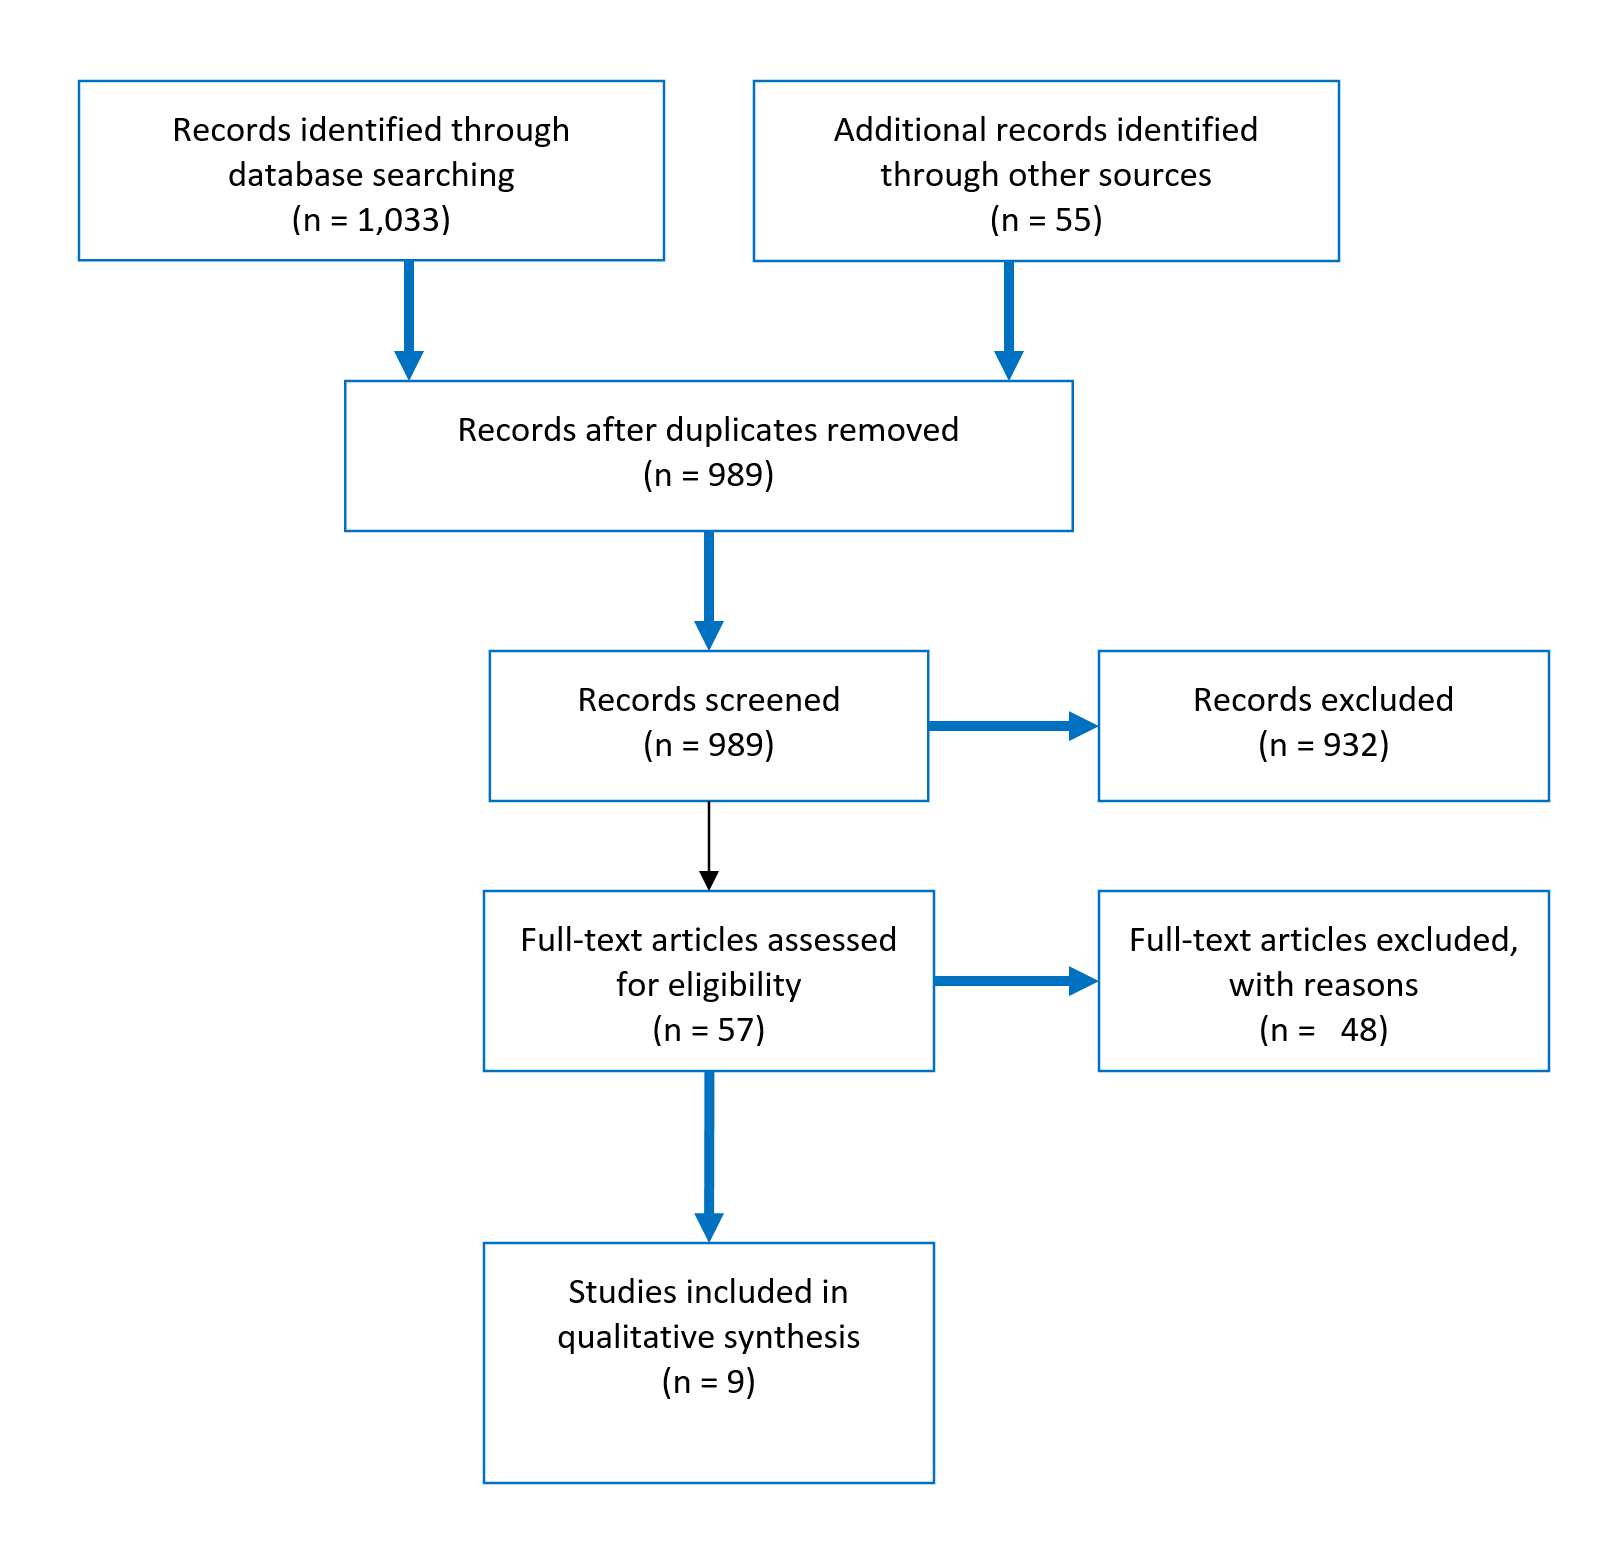 Records identified through
database searching
(n = 1,033)
Additional records identified
through other sources
(n = 55)
Records after duplicates removed
(n = 989)
Records screened
(n = 989)
Records excluded
(n = 932)
Full-text articles assessed
for eligibility
(n = 57)
Full-text articles excluded,
with reasons
(n =   48)
Studies included in
qualitative synthesis
(n = 9)